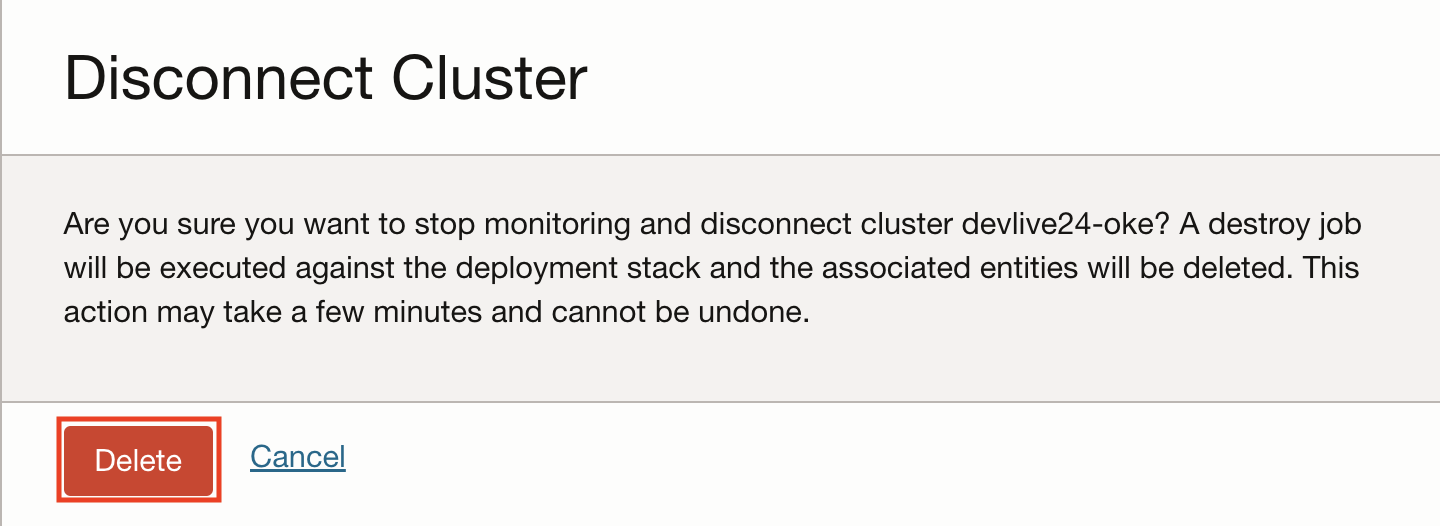 Disconnect Cluster
Are you sure you want to stop monitoring and disconnect cluster devlive24-oke? A destroy job
will be executed against the deployment stack and the associated entities will be deleted. This
action may take a few minutes and cannot be undone.
Delete Cancel